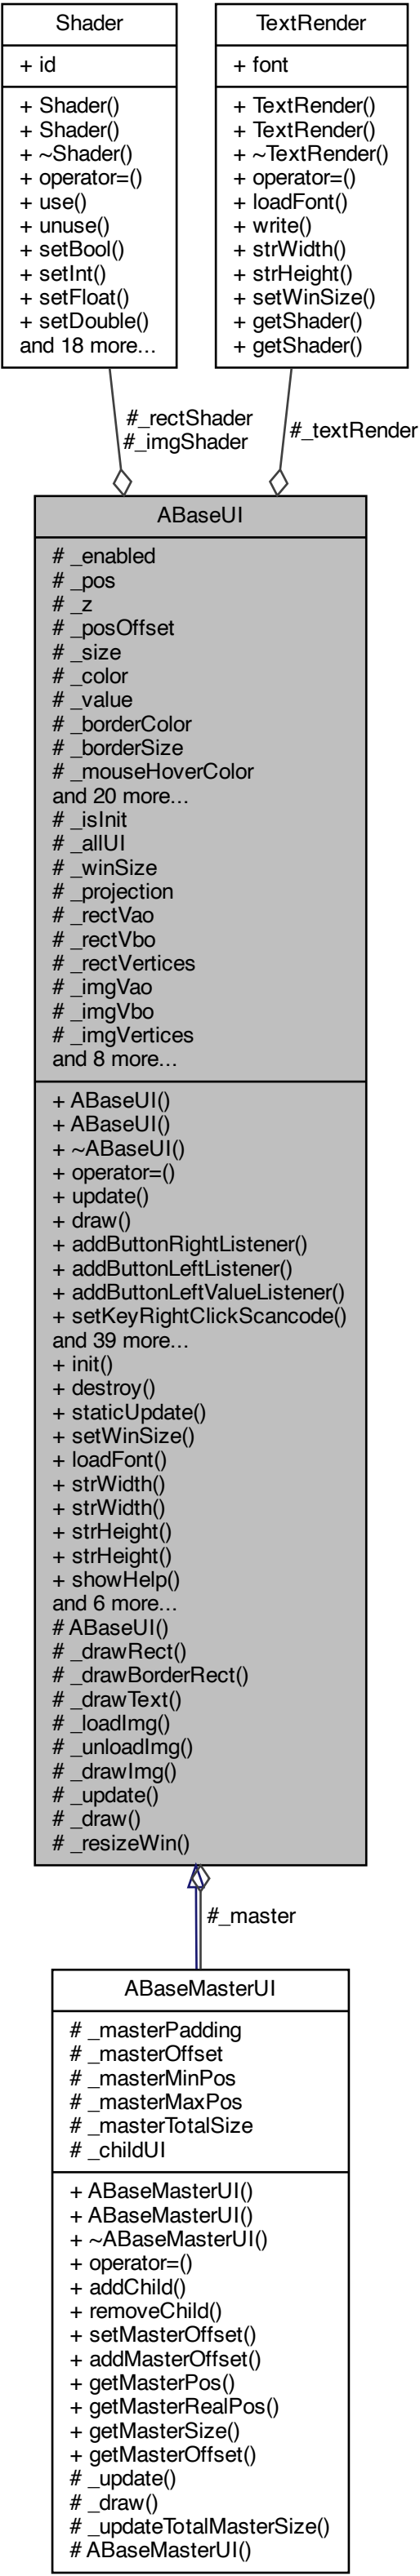 Shader
+ id
+ Shader()
+ Shader()
+ ~Shader()
+ operator=()
+ use()
+ unuse()
+ setBool()
+ setInt()
+ setFloat()
+ setDouble()
and 18 more...
TextRender
+ font
+ TextRender()
+ TextRender()
+ ~TextRender()
+ operator=()
+ loadFont()
+ write()
+ strWidth()
+ strHeight()
+ setWinSize()
+ getShader()
+ getShader()
#_rectShader
#_imgShader
#_textRender
ABaseUI
# _enabled
# _pos
# _z
# _posOffset
# _size
# _color
# _value
# _borderColor
# _borderSize
# _mouseHoverColor
and 20 more...
# _isInit
# _allUI
# _winSize
# _projection
# _rectVao
# _rectVbo
# _rectVertices
# _imgVao
# _imgVbo
# _imgVertices
and 8 more...
+ ABaseUI()
+ ABaseUI()
+ ~ABaseUI()
+ operator=()
+ update()
+ draw()
+ addButtonRightListener()
+ addButtonLeftListener()
+ addButtonLeftValueListener()
+ setKeyRightClickScancode()
and 39 more...
+ init()
+ destroy()
+ staticUpdate()
+ setWinSize()
+ loadFont()
+ strWidth()
+ strWidth()
+ strHeight()
+ strHeight()
+ showHelp()
and 6 more...
# ABaseUI()
# _drawRect()
# _drawBorderRect()
# _drawText()
# _loadImg()
# _unloadImg()
# _drawImg()
# _update()
# _draw()
# _resizeWin()
#_master
ABaseMasterUI
# _masterPadding
# _masterOffset
# _masterMinPos
# _masterMaxPos
# _masterTotalSize
# _childUI
+ ABaseMasterUI()
+ ABaseMasterUI()
+ ~ABaseMasterUI()
+ operator=()
+ addChild()
+ removeChild()
+ setMasterOffset()
+ addMasterOffset()
+ getMasterPos()
+ getMasterRealPos()
+ getMasterSize()
+ getMasterOffset()
# _update()
# _draw()
# _updateTotalMasterSize()
# ABaseMasterUI()